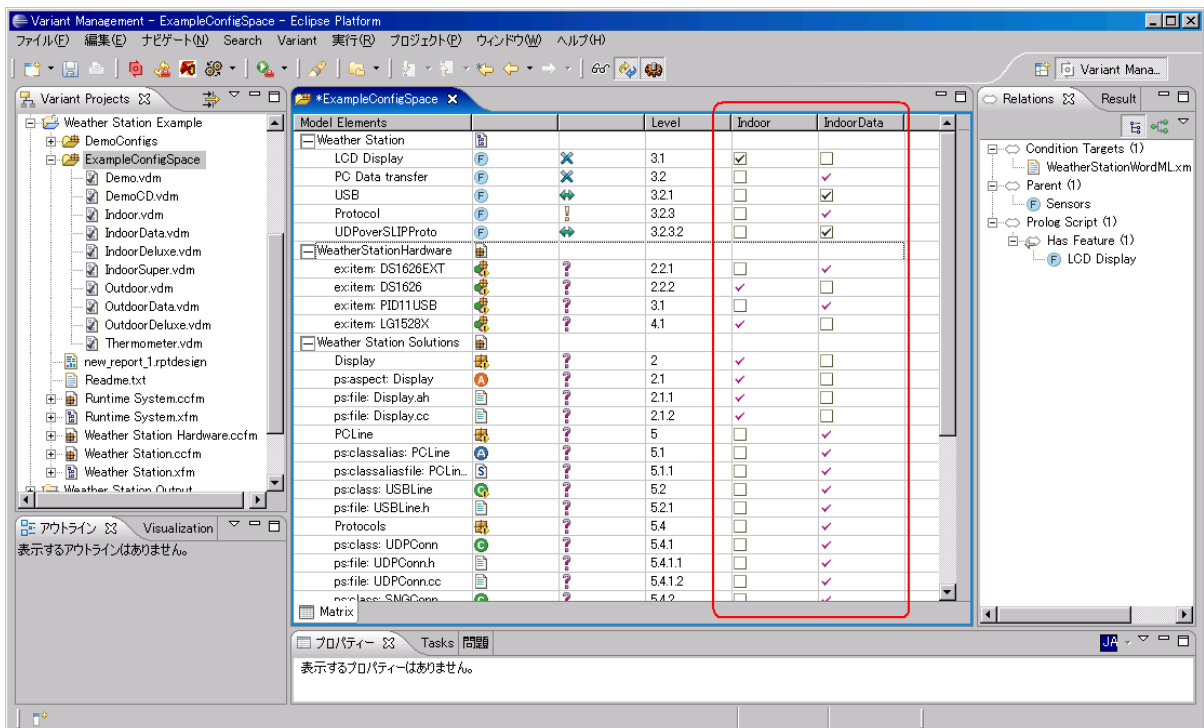 Variant Management - ExampleConfigSpace - Eclipse Platform
ファイル(F) 編集(E) ナビゲート(N) Search Variant 実行(R) プロジェクト(P) ウィンドウ(W) ヘルプ(H)
Variant Mana...
Variant Projects
Weather Station Example
DemoConfigs
ExampleConfigSpace
Demo.vdm
DemoCD.vdm
Indoor.vdm
IndoorData.vdm
IndoorDeluxe.vdm
IndoorSuper.vdm
Outdoor.vdm
OutdoorData.vdm
OutdoorDeluxe.vdm
Thermometer.vdm
new_report_1.rptdesign
Readme.txt
Runtime System.ccfm
Runtime System.xfm
Weather Station Hardware.ccfm
Weather Station.ccfm
Weather Station.xfm
Weather Station Output
アウトライン Visualization
表示するアウトラインはありません。
*ExampleConfigSpace
Model Elements Level Indoor IndoorData
Weather Station
LCD Display F 3.1
PC Data transfer F 3.2
USB F 3.2.1
Protocol F 3.2.3
UDPoverSLIPProto F 3.2.3.2
WeatherStationHardware
ex:item: DS1626EXT ? 2.2.1
ex:item: DS1626 ? 2.2.2
ex:item: PID11USB ? 3.1
ex:item: LG1528X ? 4.1
Weather Station Solutions
Display ? 2
ps:aspect: Display A ? 2.1
ps:file: Display.ah ? 2.1.1
ps:file: Display.cc ? 2.1.2
PCLine ? 5
ps:classalias: PCLine A ? 5.1
ps:classaliasfile: PCLin... S ? 5.1.1
ps:class: USBLine C ? 5.2
ps:file: USBLine.h ? 5.2.1
Protocols ? 5.4
ps:class: UDPConn C ? 5.4.1
ps:file: UDPConn.h ? 5.4.1.1
ps:file: UDPConn.cc ? 5.4.1.2
ps:class: SNGConn ? 5.4.2
Matrix
プロパティー Tasks 問題
JA
表示するプロパティーはありません。
Relations Result
Condition Targets (1)
WeatherStationWordML.xm
Parent (1)
F Sensors
Prolog Script (1)
Has Feature (1)
F LCD Display